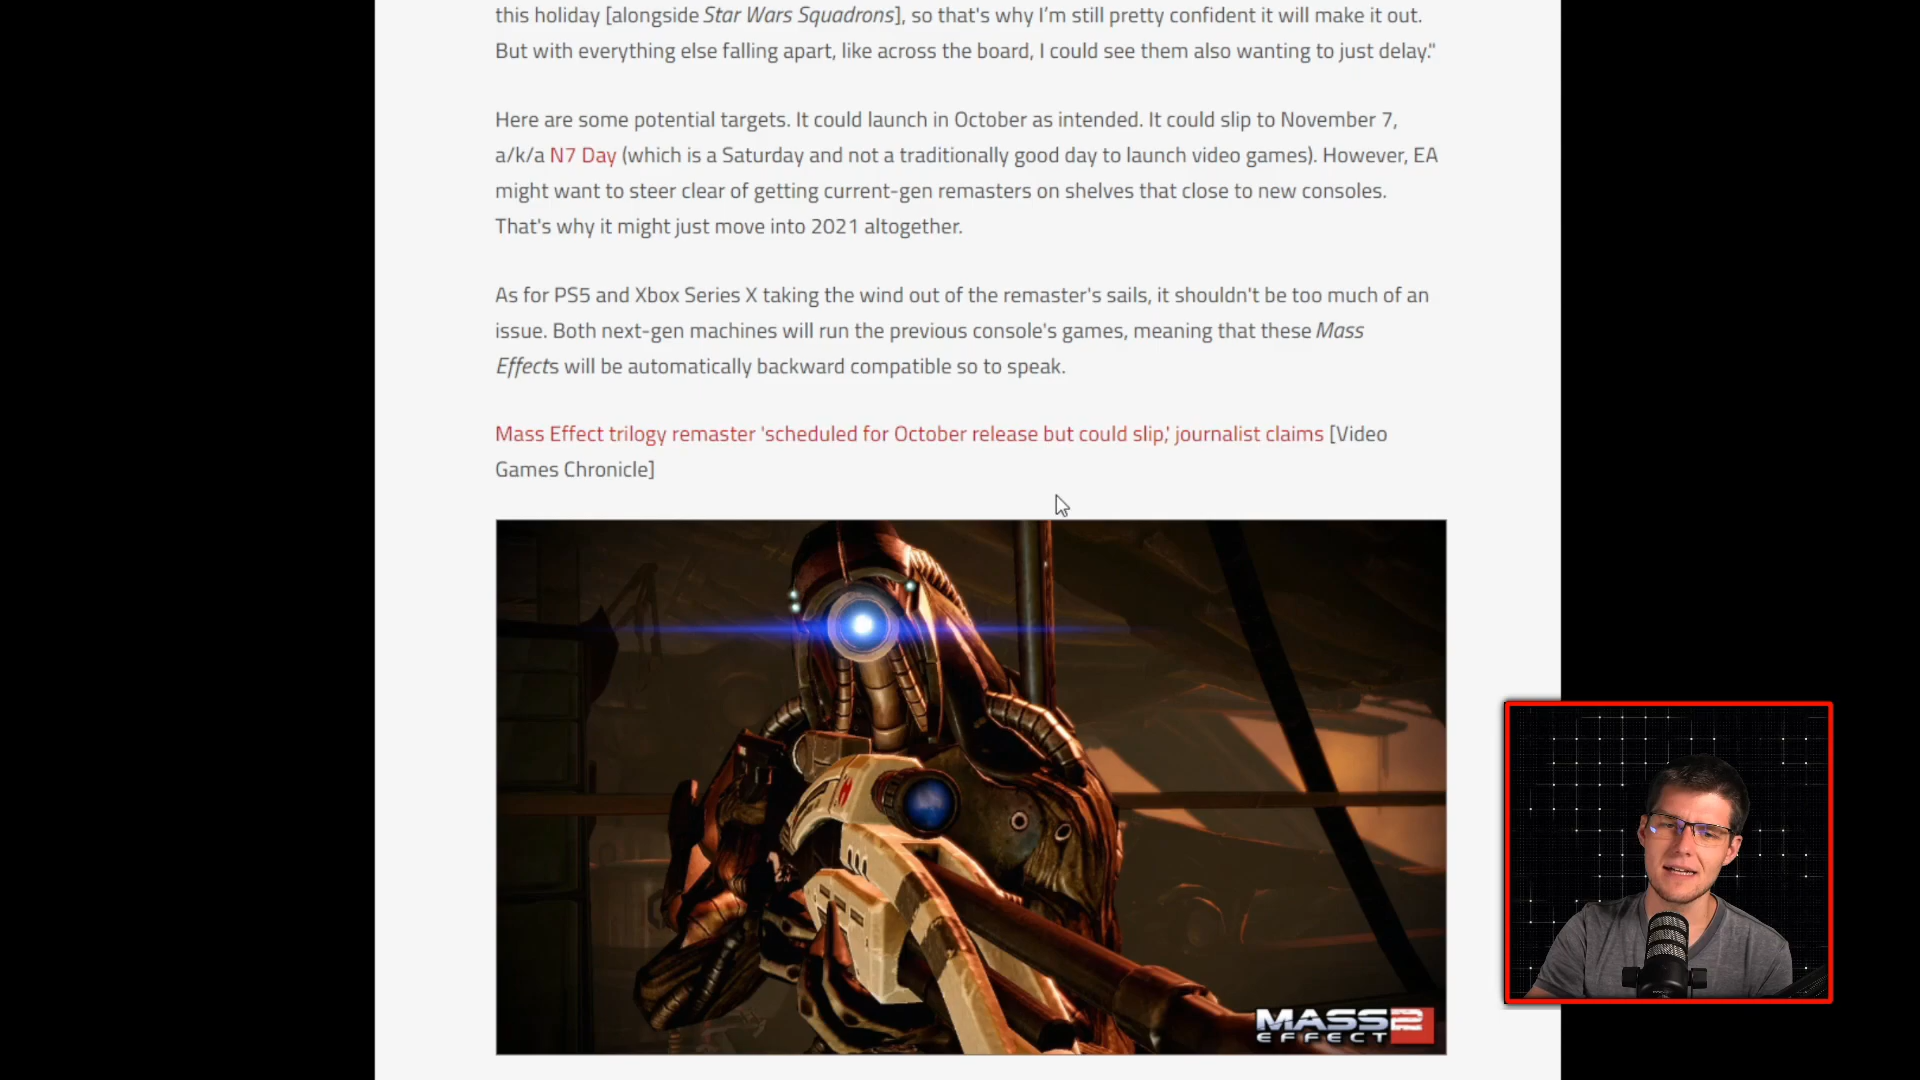 this holiday [alongside Star Wars Squadrons], so that's why I'm still pretty confident it will make it out.
But with everything else falling apart, like across the board, I could see them also wanting to just delay."
Here are some potential targets. It could launch in October as intended. It could slip to November 7,
a/k/a N7 Day (which is a Saturday and not a traditionally good day to launch video games). However, EA
might want to steer clear of getting current-gen remasters on shelves that close to new consoles.
That's why it might just move into 2021 altogether.
As for PS5 and Xbox Series X taking the wind out of the remaster's sails, it shouldn't be too much of an
issue. Both next-gen machines will run the previous console's games, meaning that these Mass
Effects will be automatically backward compatible so to speak.
Mass Effect trilogy remaster 'scheduled for October release but could slip,' journalist claims [Video
Games Chronicle]
MASS 2
EFFECT